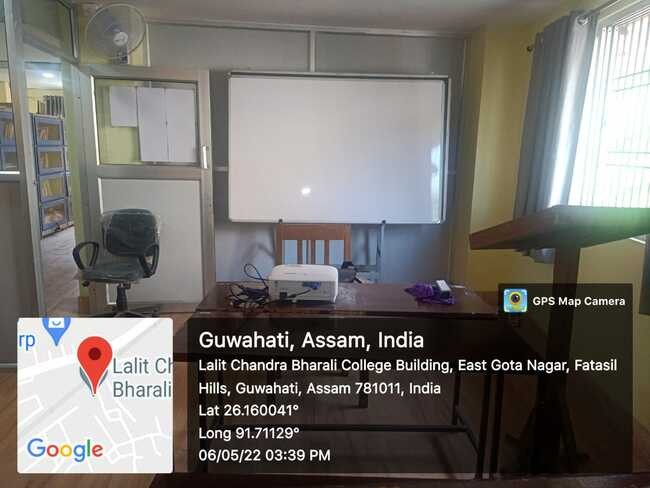 GPS Map Camera
rp
Lalit Ch
Bharali
Google
Guwahati, Assam, India
Lalit Chandra Bharali College Building, East Gota Nagar, Fatasil
Hills, Guwahati, Assam 781011, India
Lat 26.160041°
Long 91.71129°
06/05/22 03:39 PM